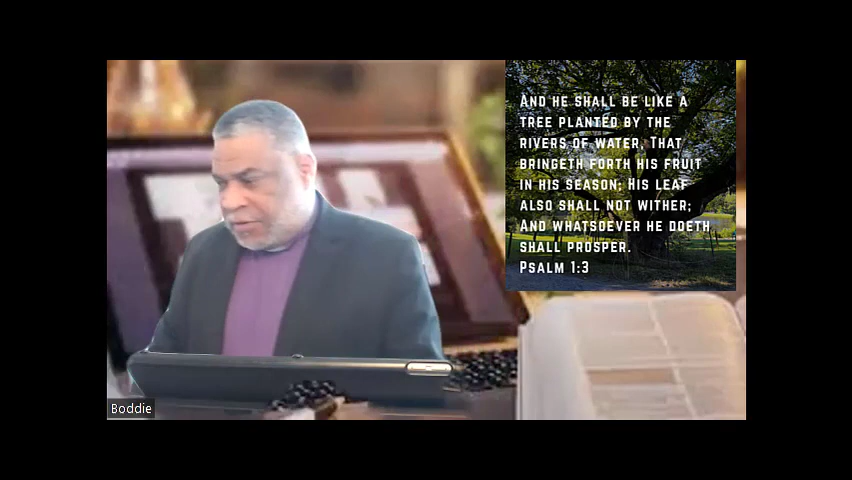 And he shall be like a
tree planted by the
rivers of water, That
bringeth forth his fruit
in his season; His leaf
also shall not wither;
And whatsoever he doeth
shall prosper.
Psalm 1:3
Boddie